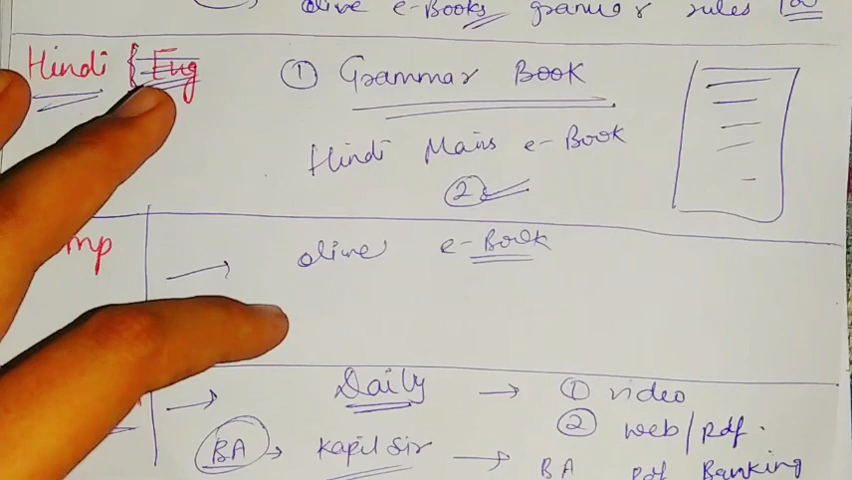 olive e-Books grammar rules
Hindi { Eng ① Grammar Book
Hindi Mains e-Book
②
mp → olive e-Book
→ Daily → ① video
② web/pdf.
BA → Kapil sir → BA Pdf Banking